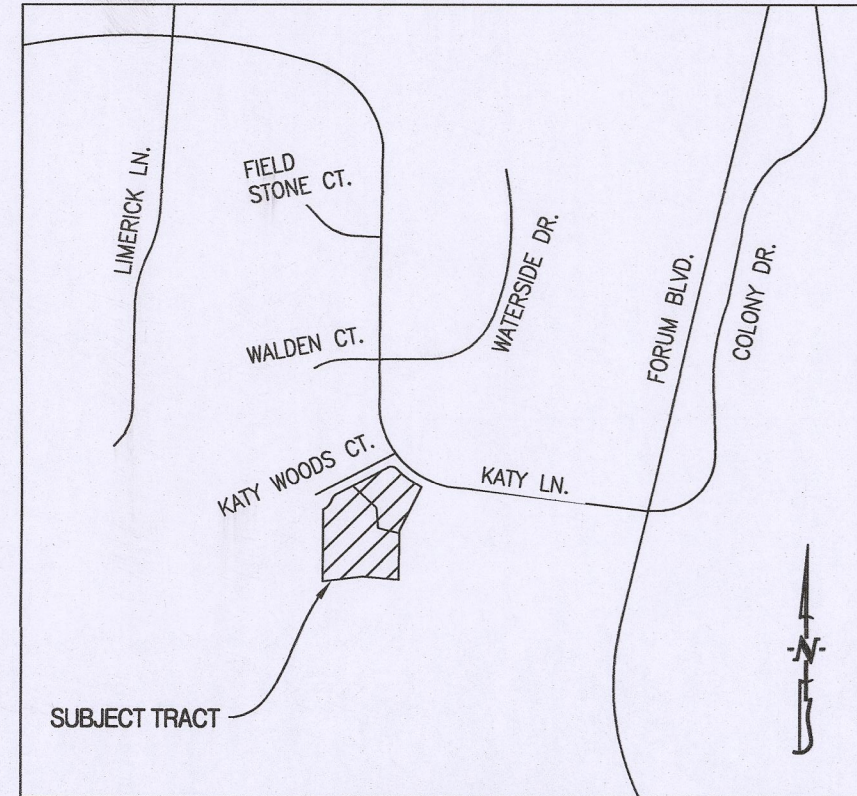 FIELD
STONE CT.
LIMERICK LN.
WATERSIDE DR.
WALDEN CT.
FORUM BLVD.
COLONY DR.
KATY WOODS CT.
KATY LN.
-N-
SUBJECT TRACT